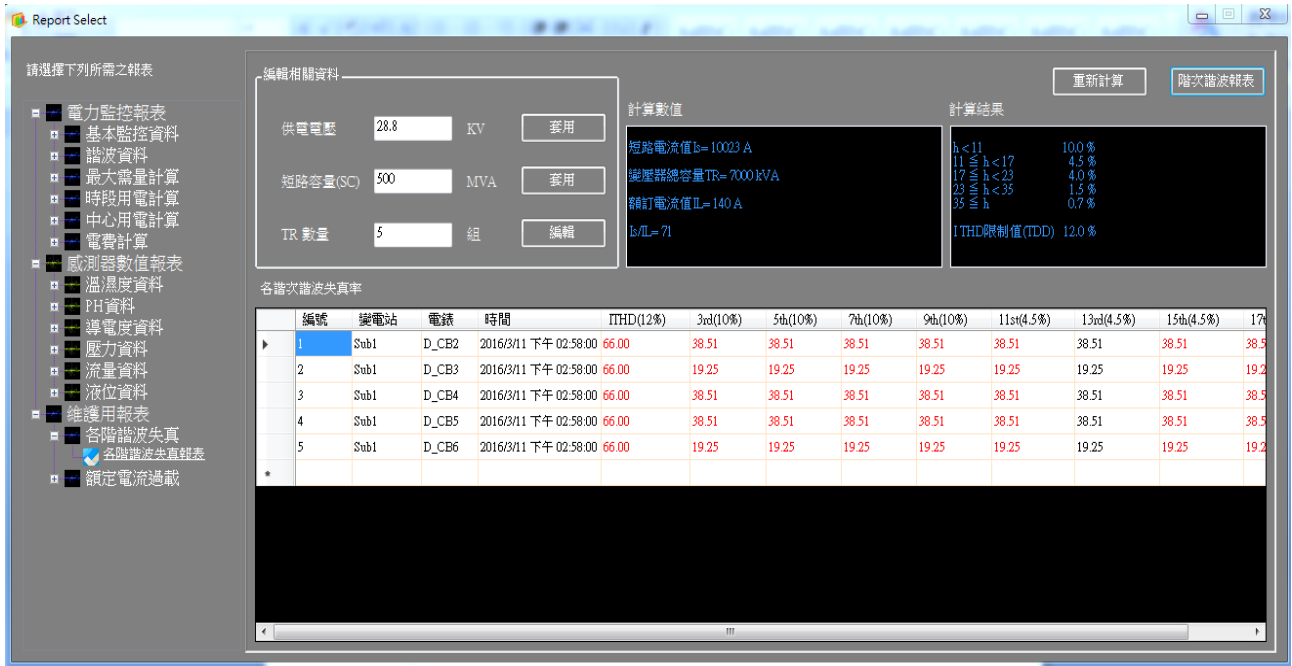 Report Select
請選擇下列所需之報表
電力監控報表
基本監控資料
諧波資料
最大需量計算
時段用電計算
中心用電計算
電費計算
感測器數值報表
溫濕度資料
PH資料
導電度資料
壓力資料
流量資料
液位資料
維護用報表
各階諧波失真
各階諧波失真報表
額定電流過載
編輯相關資料
供電電壓 28.8 KV 套用
短路容量(SC) 500 MVA 套用
TR 數量 5 組 編輯
重新計算 階次諧波報表
計算數值
短路電流值Is= 10023 A
變壓器總容量TR= 7000 kVA
額訂電流值IL= 140 A
Is/IL= 71
計算結果
h < 11 10.0 %
11 ≦ h < 17 4.5 %
17 ≦ h < 23 4.0 %
23 ≦ h < 35 1.5 %
35 ≦ h 0.7 %
I THD限制值(TDD) 12.0 %
各諧次諧波失真率
編號 變電站 電錶 時間 ITHD(12%) 3rd(10%) 5th(10%) 7th(10%) 9th(10%) 11st(4.5%) 13rd(4.5%) 15th(4.5%) 17t
1 Sub1 D_CB2 2016/3/11 下午 02:58:00 66.00 38.51 38.51 38.51 38.51 38.51 38.51 38.51 38.5
2 Sub1 D_CB3 2016/3/11 下午 02:58:00 66.00 19.25 19.25 19.25 19.25 19.25 19.25 19.25 19.2
3 Sub1 D_CB4 2016/3/11 下午 02:58:00 66.00 38.51 38.51 38.51 38.51 38.51 38.51 38.51 38.5
4 Sub1 D_CB5 2016/3/11 下午 02:58:00 66.00 38.51 38.51 38.51 38.51 38.51 38.51 38.51 38.5
5 Sub1 D_CB6 2016/3/11 下午 02:58:00 66.00 19.25 19.25 19.25 19.25 19.25 19.25 19.25 19.2